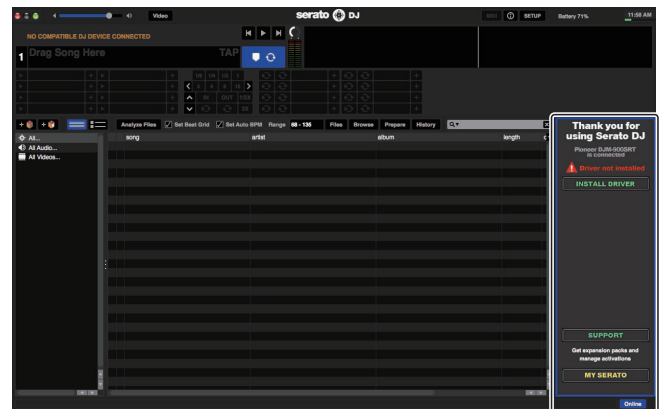 Video
serato DJ
MIDI
SETUP
Battery 71%
11:58 AM
NO COMPATIBLE DJ DEVICE CONNECTED
1 Drag Song Here
TAP
Analyze Files
Set Beat Grid
Set Auto BPM
Range 68 - 135
Files
Browse
Prepare
History
All...
All Audio...
All Videos...
song
artist
album
length
Thank you for
using Serato DJ
Pioneer DJM-900SRT
is connected
Driver not installed
INSTALL DRIVER
SUPPORT
Get expansion packs and
manage activations
MY SERATO
Online